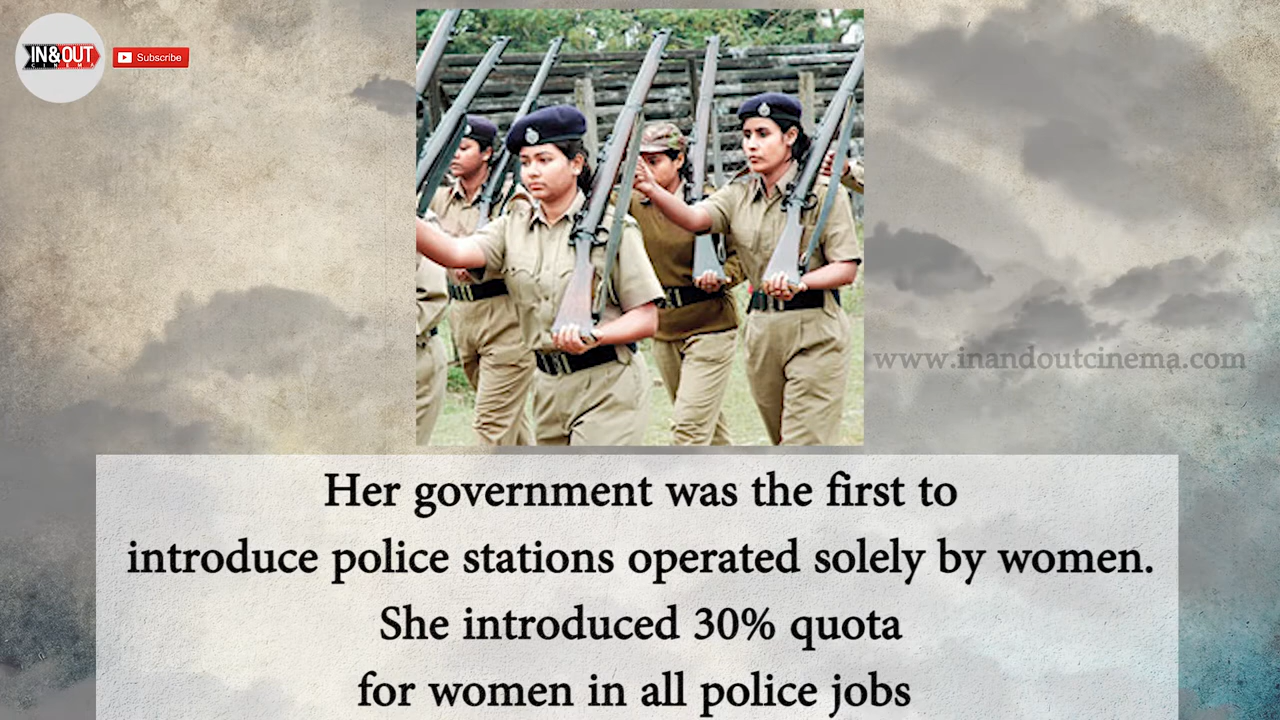 IN&OUT
CINEMA
Subscribe
www.inandoutcinema.com
Her government was the first to
introduce police stations operated solely by women.
She introduced 30% quota
for women in all police jobs